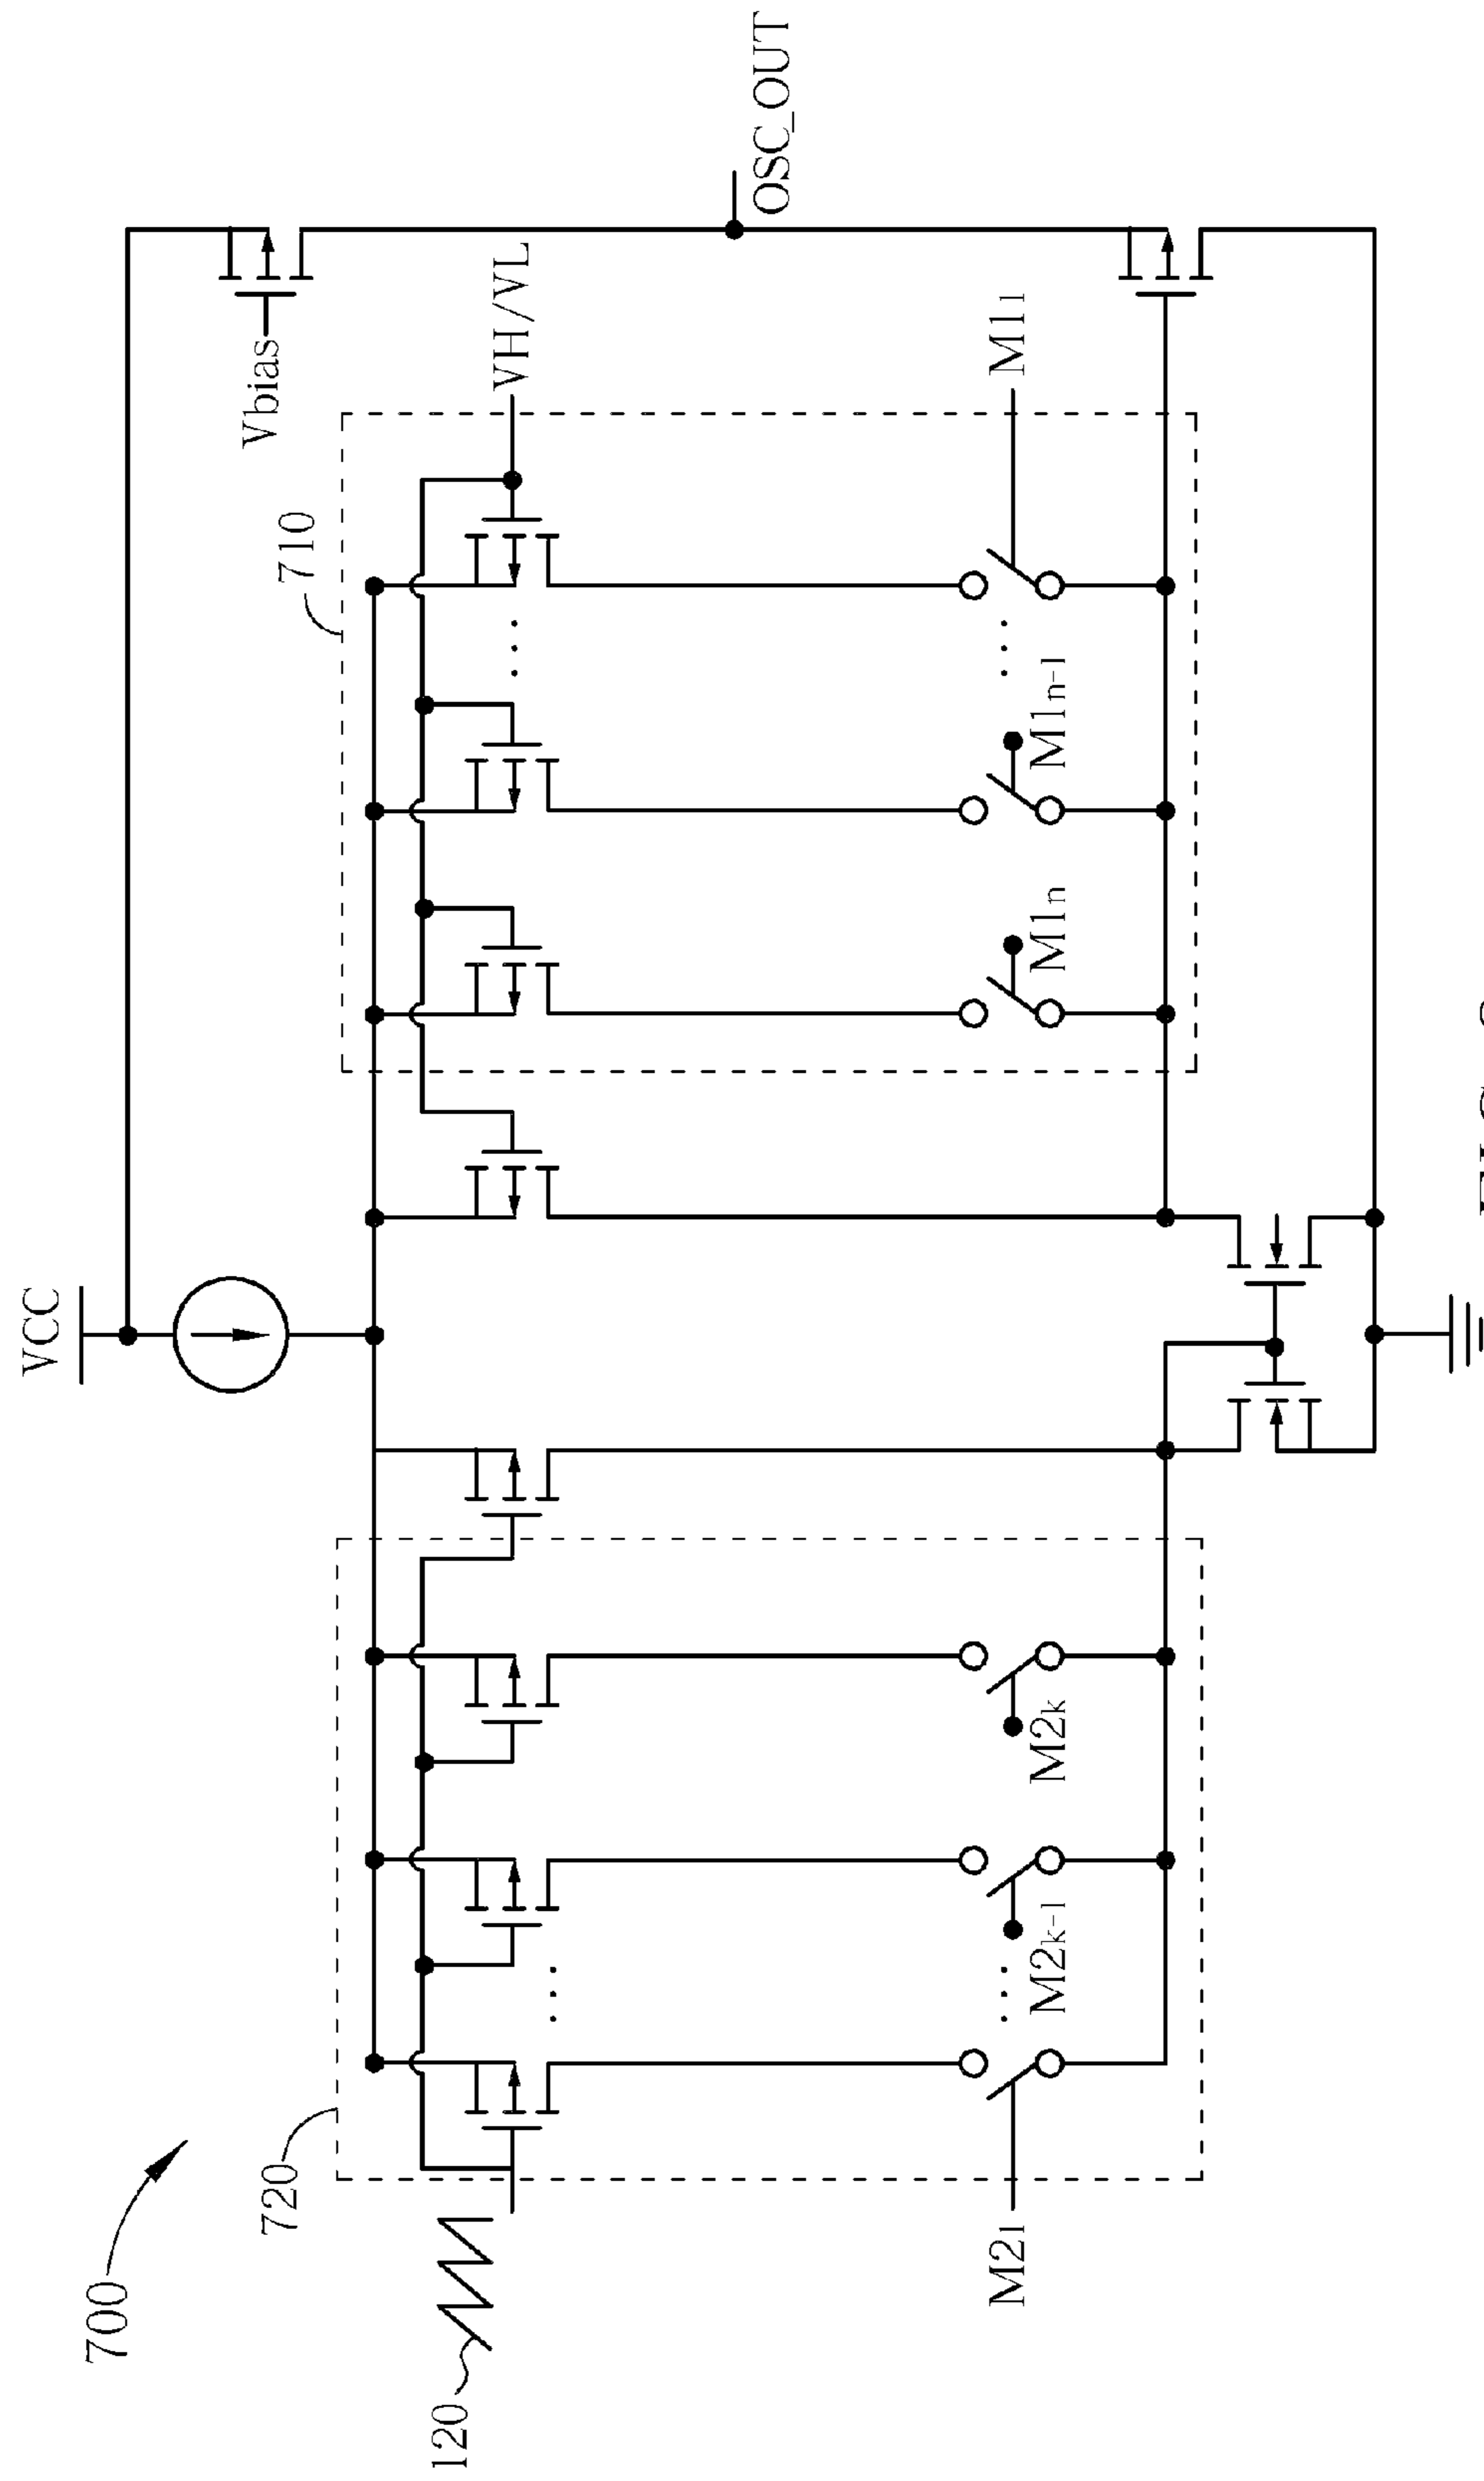 700
VCC
720
710
Vbias
120
VH/VL
OSC_OUT
M21
M2k-1
M2k
M1n
M1n-1
M11